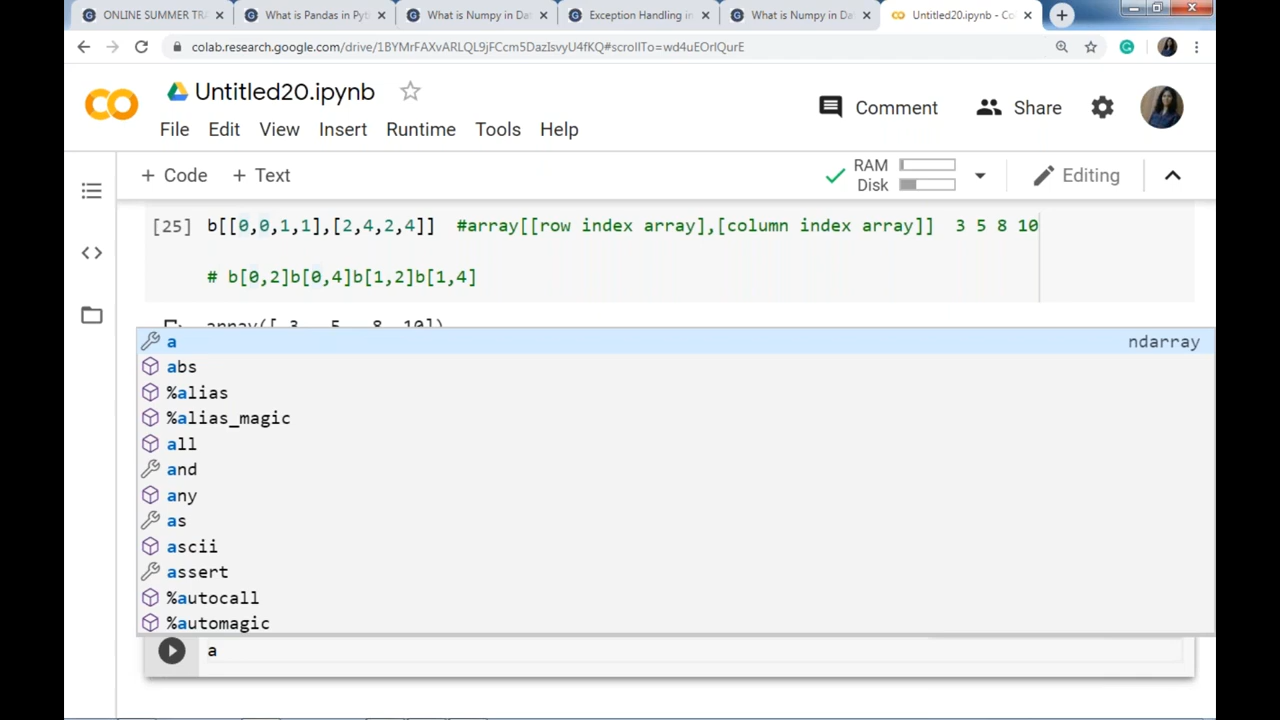 ONLINE SUMMER TRA
What is Pandas in Pyt
What is Numpy in Dat
Exception Handling in
What is Numpy in Dat
Untitled20.ipynb - Co
colab.research.google.com/drive/1BYMrFAXvARLQL9jFCcm5DazIsvyU4fKQ#scrollTo=wd4uEOrlQurE
Untitled20.ipynb
Comment
Share
File Edit View Insert Runtime Tools Help
+ Code + Text
RAM
Disk
Editing
[25] b[[0,0,1,1],[2,4,2,4]] #array[[row index array],[column index array]] 3 5 8 10
# b[0,2]b[0,4]b[1,2]b[1,4]
array([ 3, 5, 8, 10])
a ndarray
abs
%alias
%alias_magic
all
and
any
as
ascii
assert
%autocall
%automagic
a